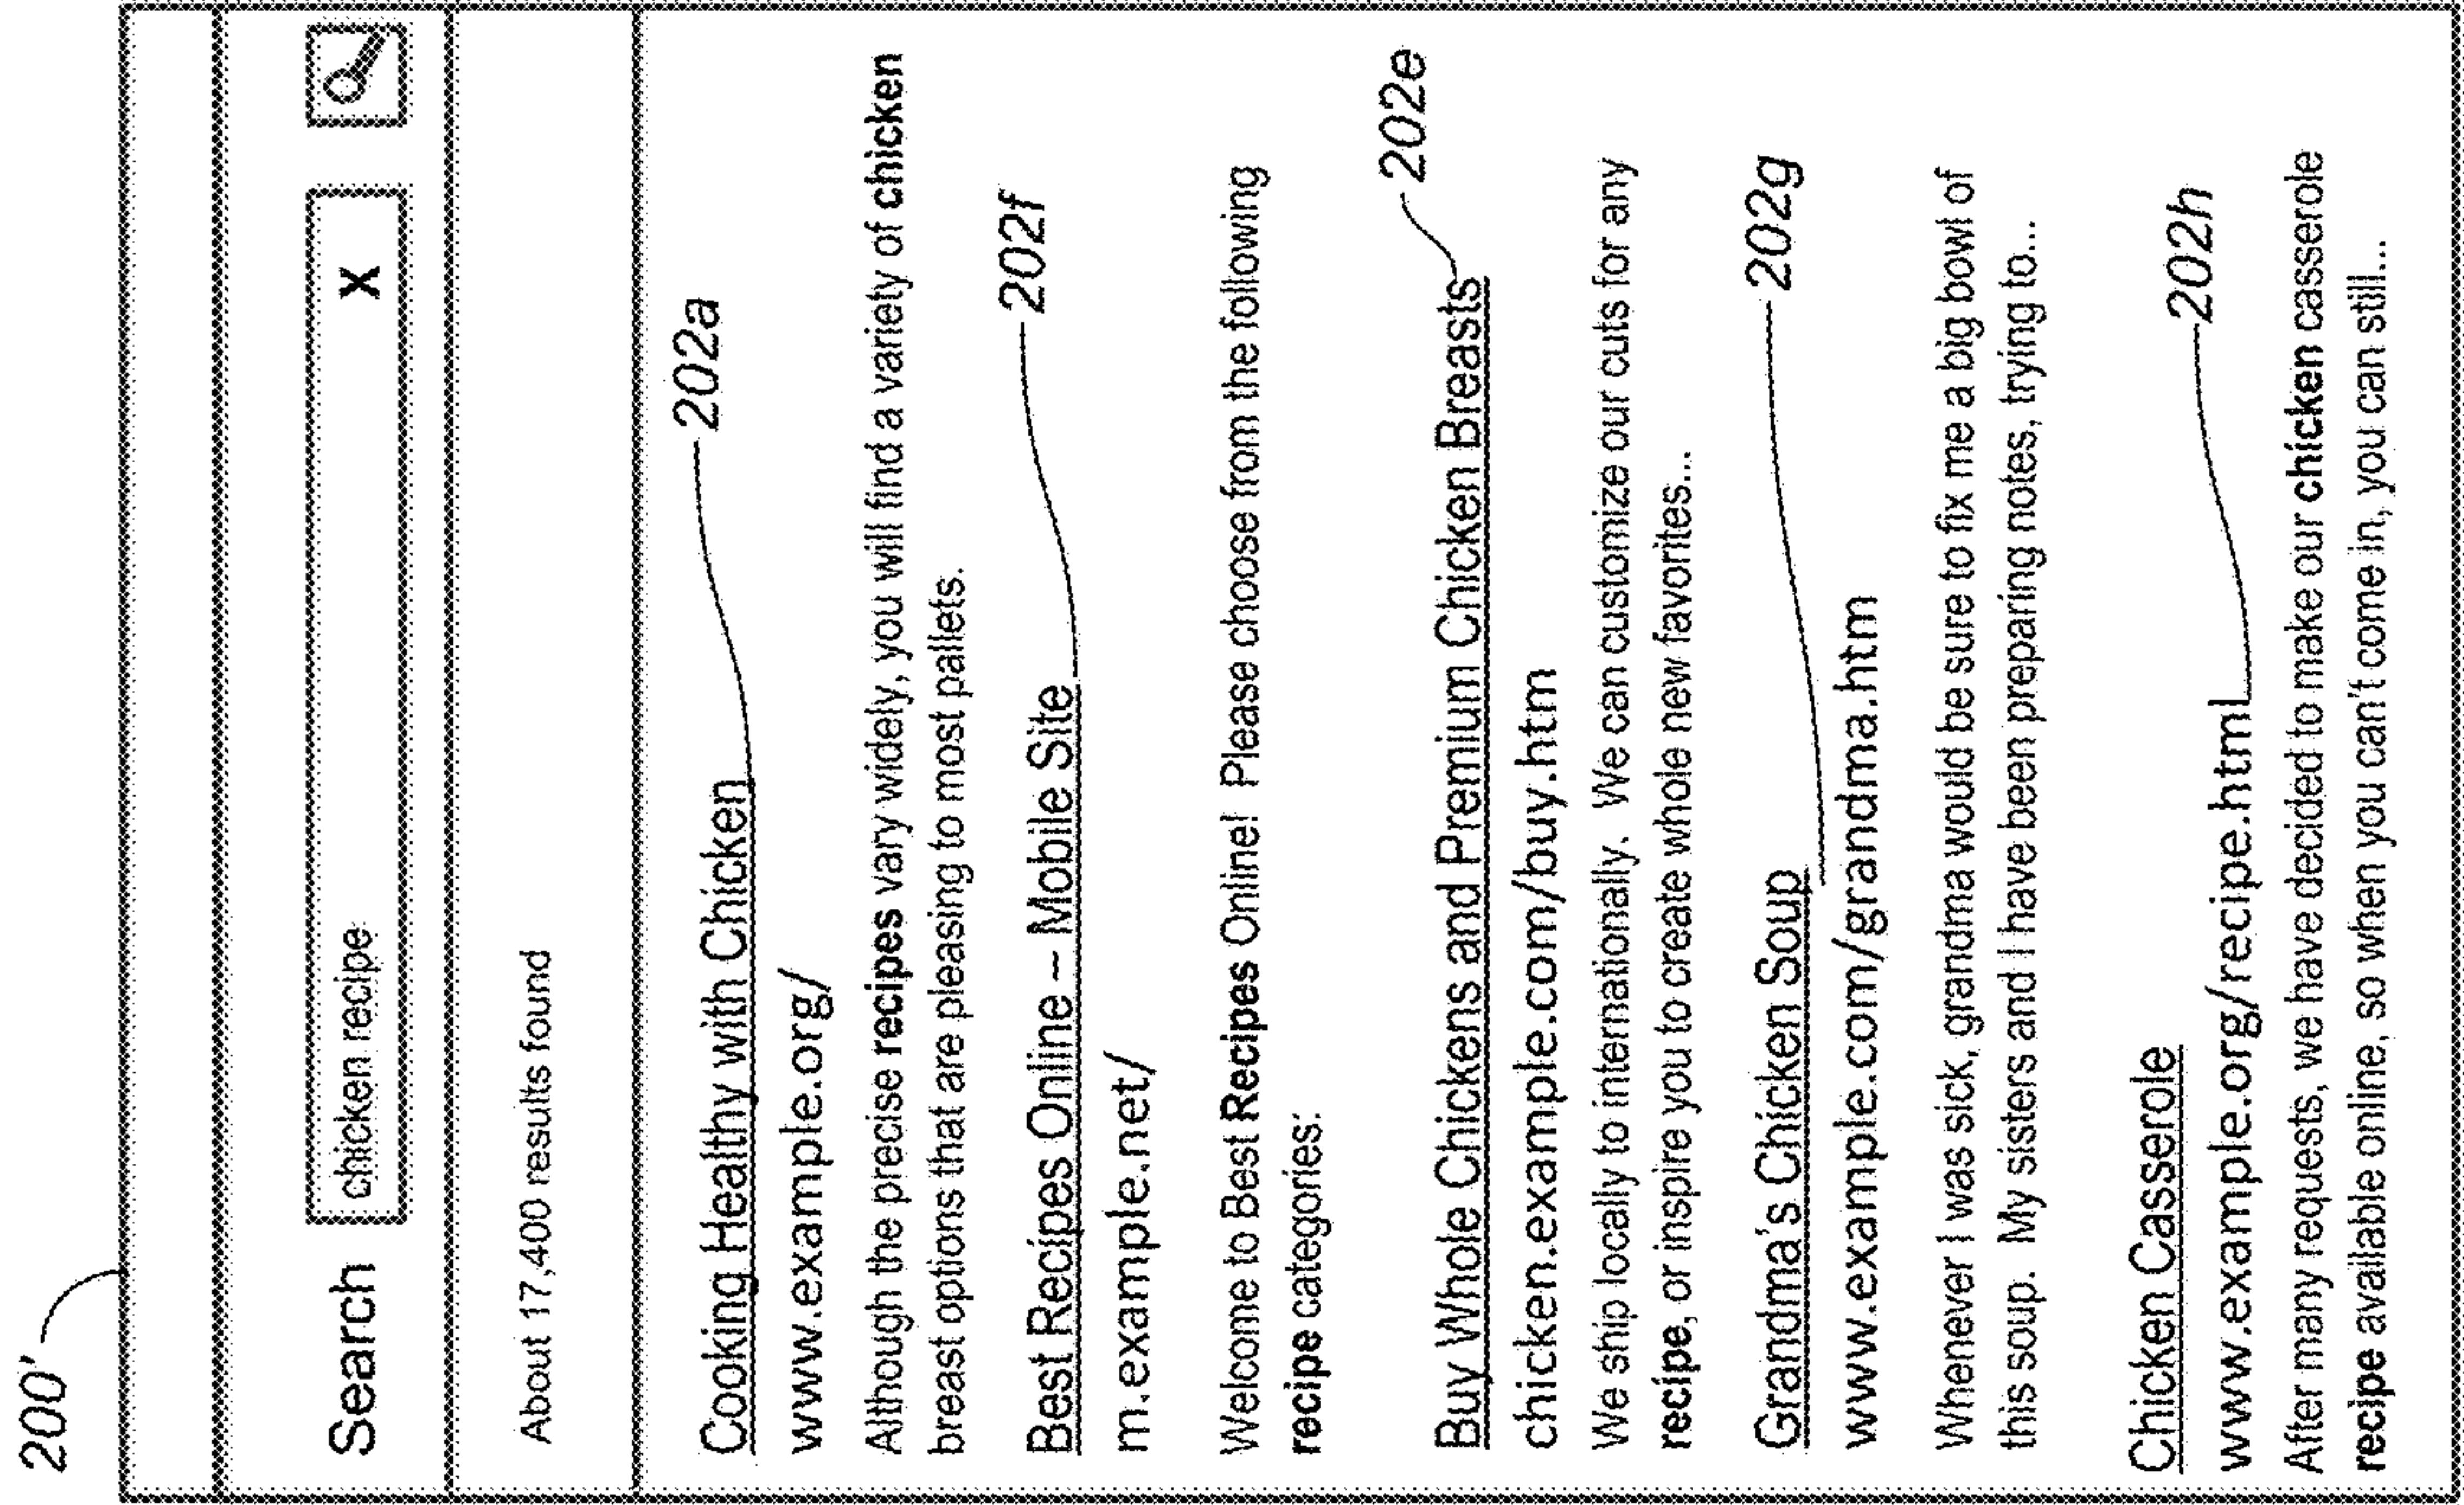 200'
Search chicken recipe X
About 17,400 results found
Cooking Healthy with Chicken 202a
www.example.org/
Although the precise recipes vary widely, you will find a variety of chicken
breast options that are pleasing to most pallets.
Best Recipes Online – Mobile Site 202f
m.example.net/
Welcome to Best Recipes Online! Please choose from the following
recipe categories:
Buy Whole Chickens and Premium Chicken Breasts 202e
chicken.example.com/buy.htm
We ship locally to internationally. We can customize our cuts for any
recipe, or inspire you to create whole new favorites...
Grandma's Chicken Soup 202g
www.example.com/grandma.htm
Whenever I was sick, grandma would be sure to fix me a big bowl of
this soup. My sisters and I have been preparing notes, trying to...
Chicken Casserole 202h
www.example.org/recipe.html
After many requests, we have decided to make our chicken casserole
recipe available online, so when you can't come in, you can still...